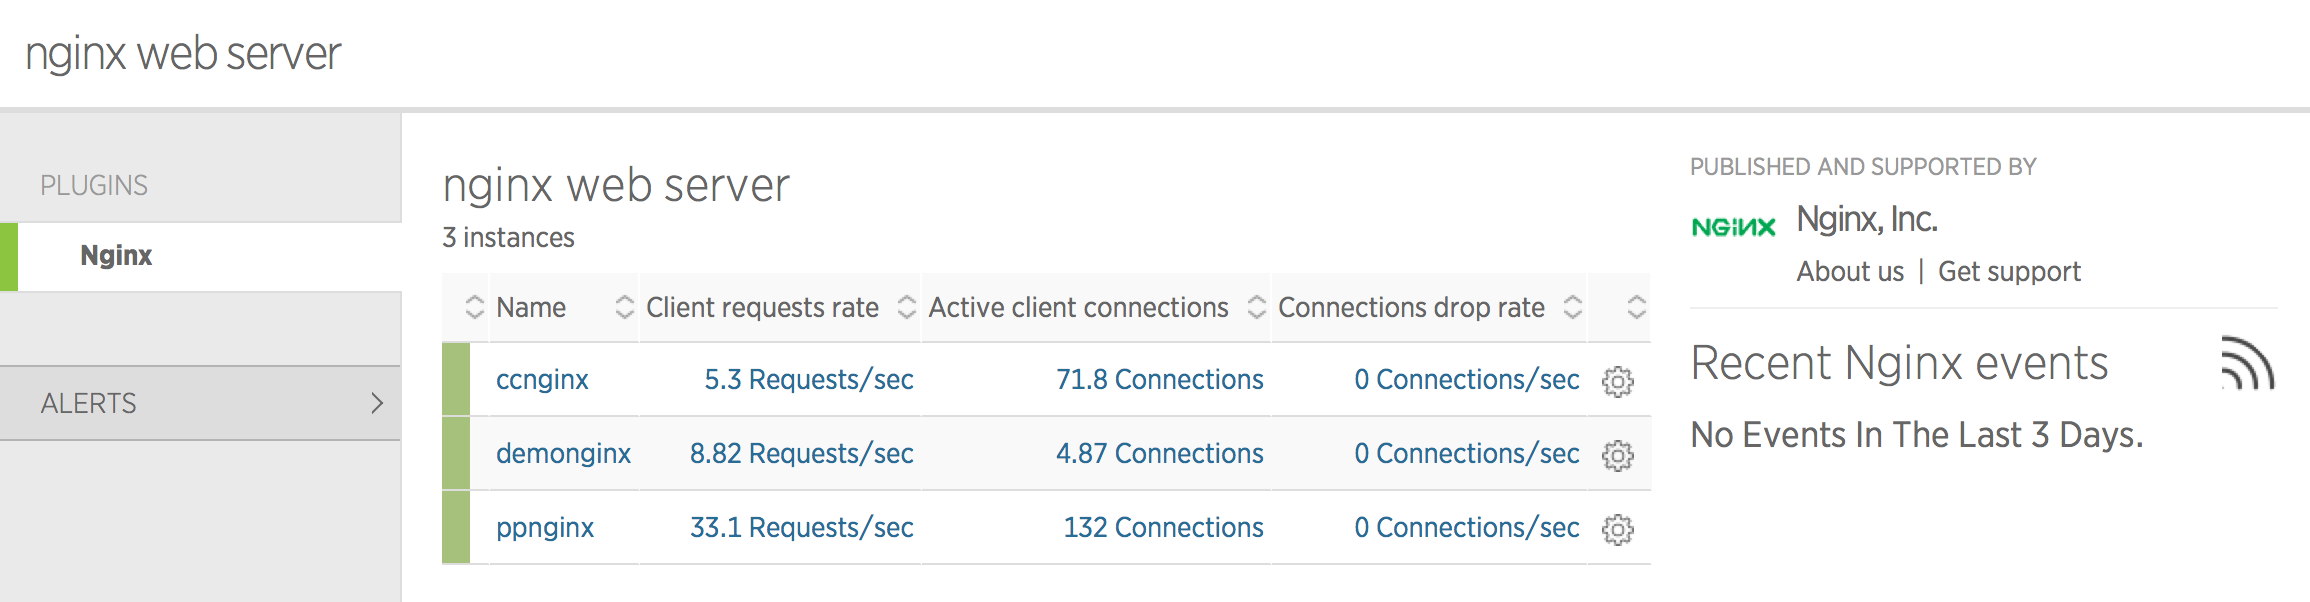 nginx web server
PLUGINS
Nginx
ALERTS
nginx web server
3 instances
Name Client requests rate Active client connections Connections drop rate
ccnginx 5.3 Requests/sec 71.8 Connections 0 Connections/sec
demonginx 8.82 Requests/sec 4.87 Connections 0 Connections/sec
ppnginx 33.1 Requests/sec 132 Connections 0 Connections/sec
PUBLISHED AND SUPPORTED BY
NGiNX Nginx, Inc.
About us | Get support
Recent Nginx events
No Events In The Last 3 Days.